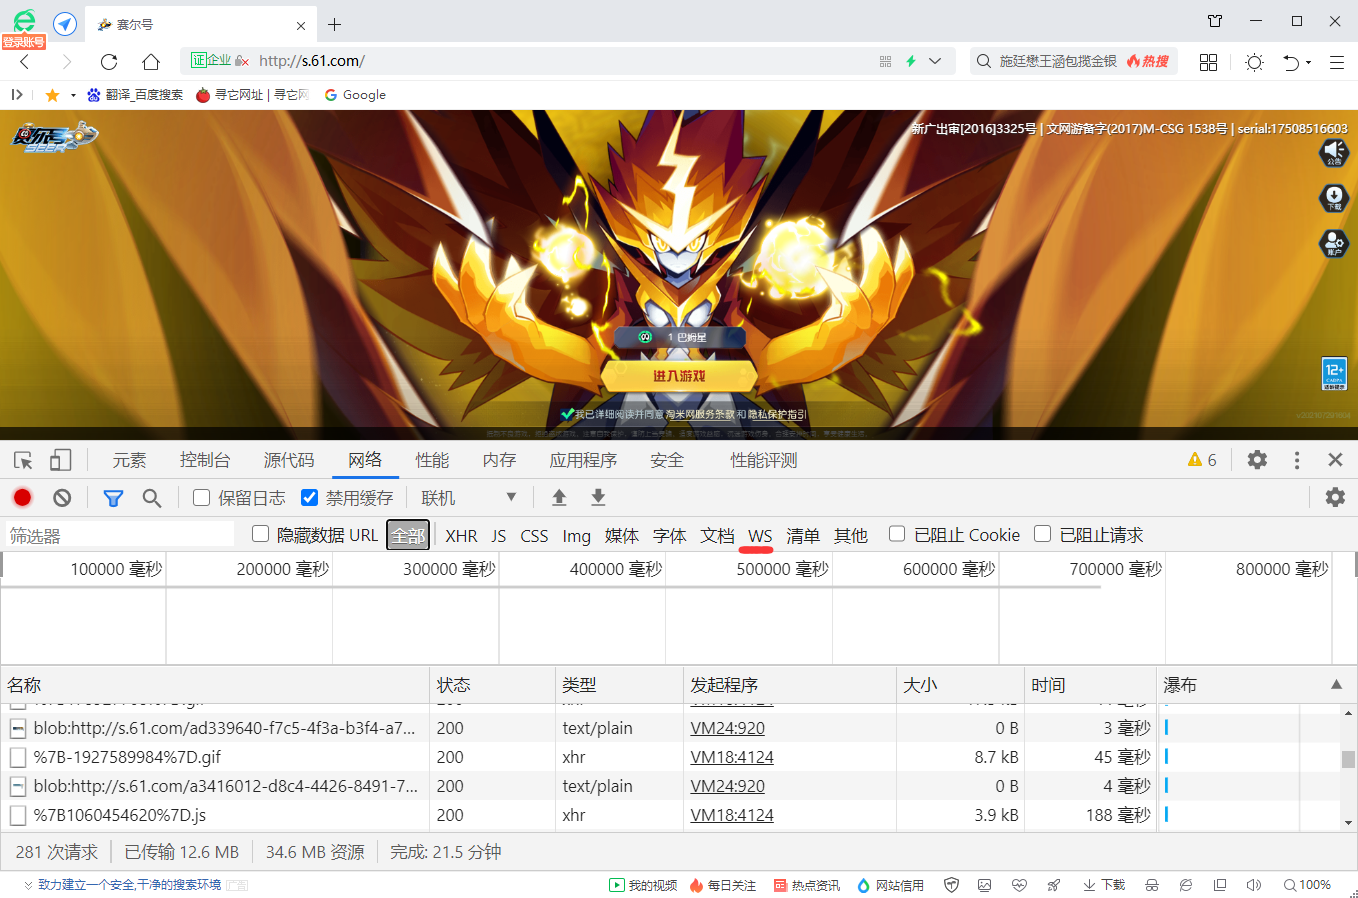 登录账号
赛尔号
证企业 http://s.61.com/ 施廷懋王涵包揽金银 热搜
翻译_百度搜索 寻它网址 | 寻它网 Google
赛尔号
SEER
新广出审[2016]3325号 | 文网游备字(2017)M-CSG 1538号 | serial:17508516603
公告
下载
账户
1 巴姆星
进入游戏
12+
CADPA
适龄提示
我已详细阅读并同意 淘米网服务条款 和 隐私保护指引
元素 控制台 源代码 网络 性能 内存 应用程序 安全 性能评测 6
保留日志 禁用缓存 联机
筛选器 隐藏数据 URL 全部 XHR JS CSS Img 媒体 字体 文档 WS 清单 其他 已阻止 Cookie 已阻止请求
100000 毫秒 200000 毫秒 300000 毫秒 400000 毫秒 500000 毫秒 600000 毫秒 700000 毫秒 800000 毫秒
名称 状态 类型 发起程序 大小 时间 瀑布
blob:http://s.61.com/ad339640-f7c5-4f3a-b3f4-a7... 200 text/plain VM24:920 0 B 3 毫秒
%7B-1927589984%7D.gif 200 xhr VM18:4124 8.7 kB 45 毫秒
blob:http://s.61.com/a3416012-d8c4-4426-8491-7... 200 text/plain VM24:920 0 B 4 毫秒
%7B1060454620%7D.js 200 xhr VM18:4124 3.9 kB 188 毫秒
281 次请求 已传输 12.6 MB 34.6 MB 资源 完成: 21.5 分钟
致力建立一个安全,干净的搜索环境 广告 我的视频 每日关注 热点资讯 网站信用 下载 100%